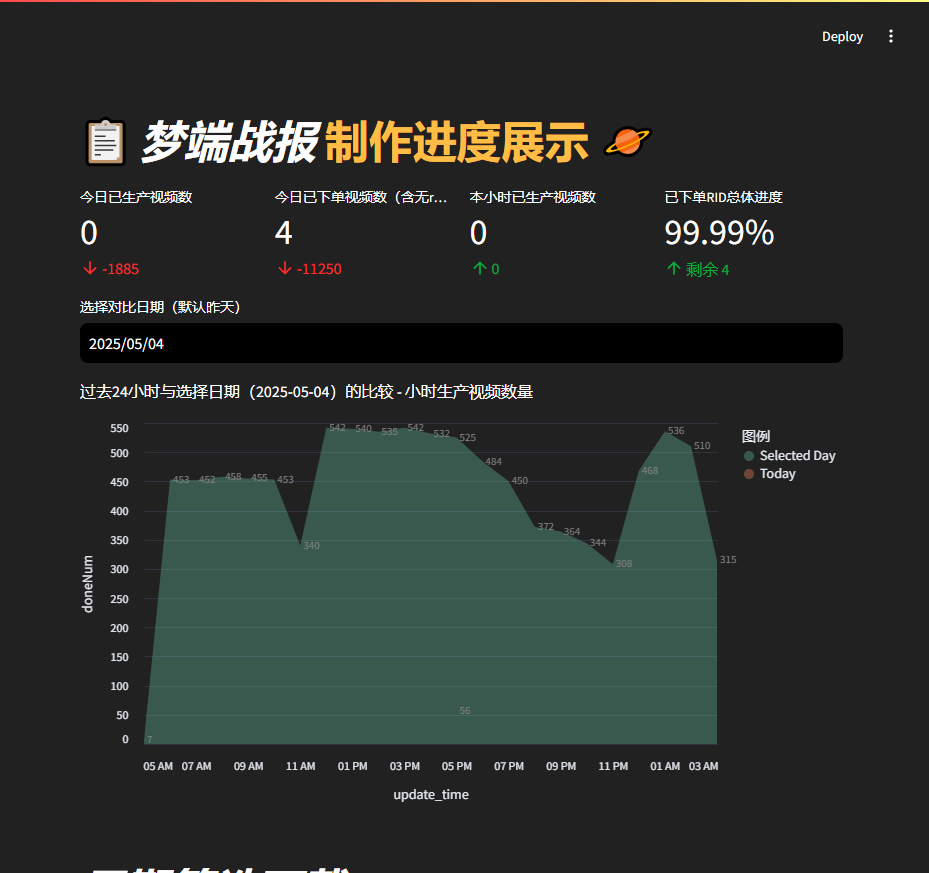 Deploy
梦端战报制作进度展示
今日已生产视频数
0
-1885
今日已下单视频数（含无r...
4
-11250
本小时已生产视频数
0
0
已下单RID总体进度
99.99%
剩余 4
选择对比日期（默认昨天）
2025/05/04
过去24小时与选择日期（2025-05-04）的比较 - 小时生产视频数量
图例
Selected Day
Today
doneNum
550
500
450
400
350
300
250
200
150
100
50
0
7
453
452
458
455
453
340
542
540
535
542
532
525
484
450
372
364
344
308
468
536
510
315
56
05 AM 07 AM 09 AM 11 AM 01 PM 03 PM 05 PM 07 PM 09 PM 11 PM 01 AM 03 AM
update_time